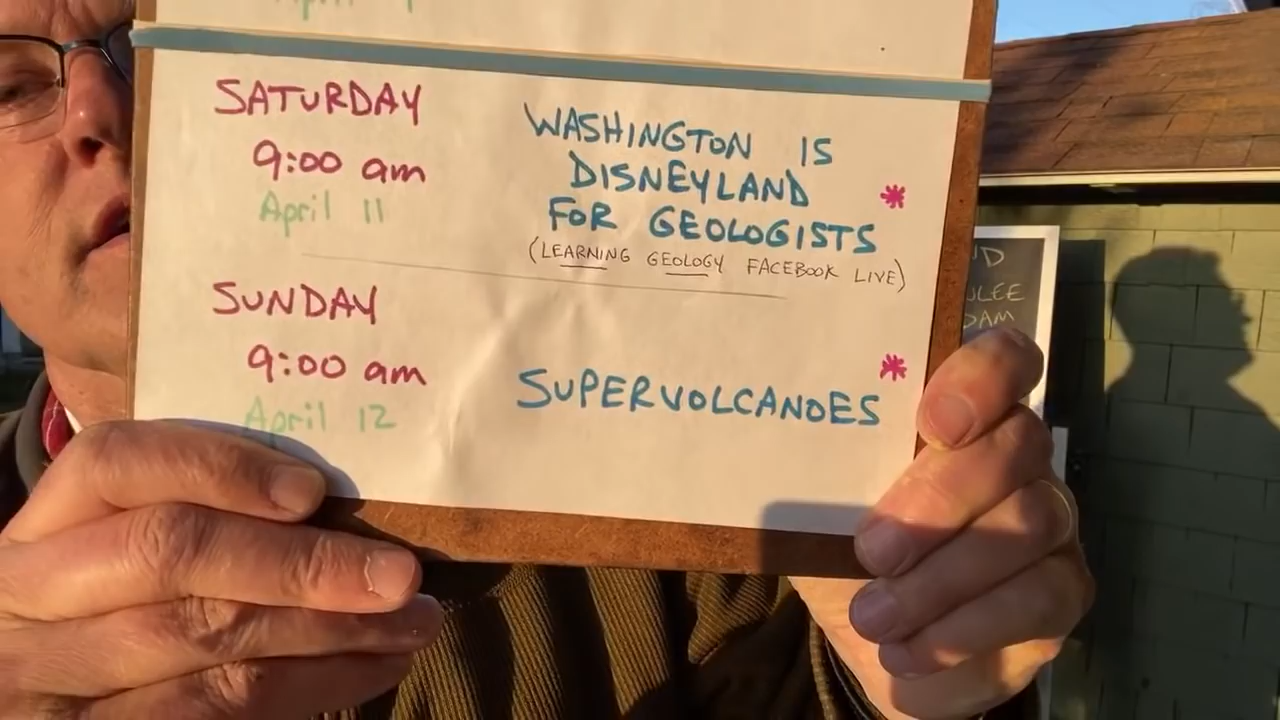 April
SATURDAY
9:00 am
April 11
WASHINGTON IS
DISNEYLAND *
FOR GEOLOGISTS
(LEARNING GEOLOGY FACEBOOK LIVE)
SUNDAY
9:00 am
April 12
SUPERVOLCANOES *